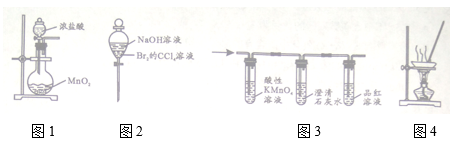 浓盐酸
MnO₂
NaOH溶液
Br₂的CCl₄溶液
酸性
KMnO₄
溶液
澄清
石灰水
品红
溶液
图1
图2
图3
图4